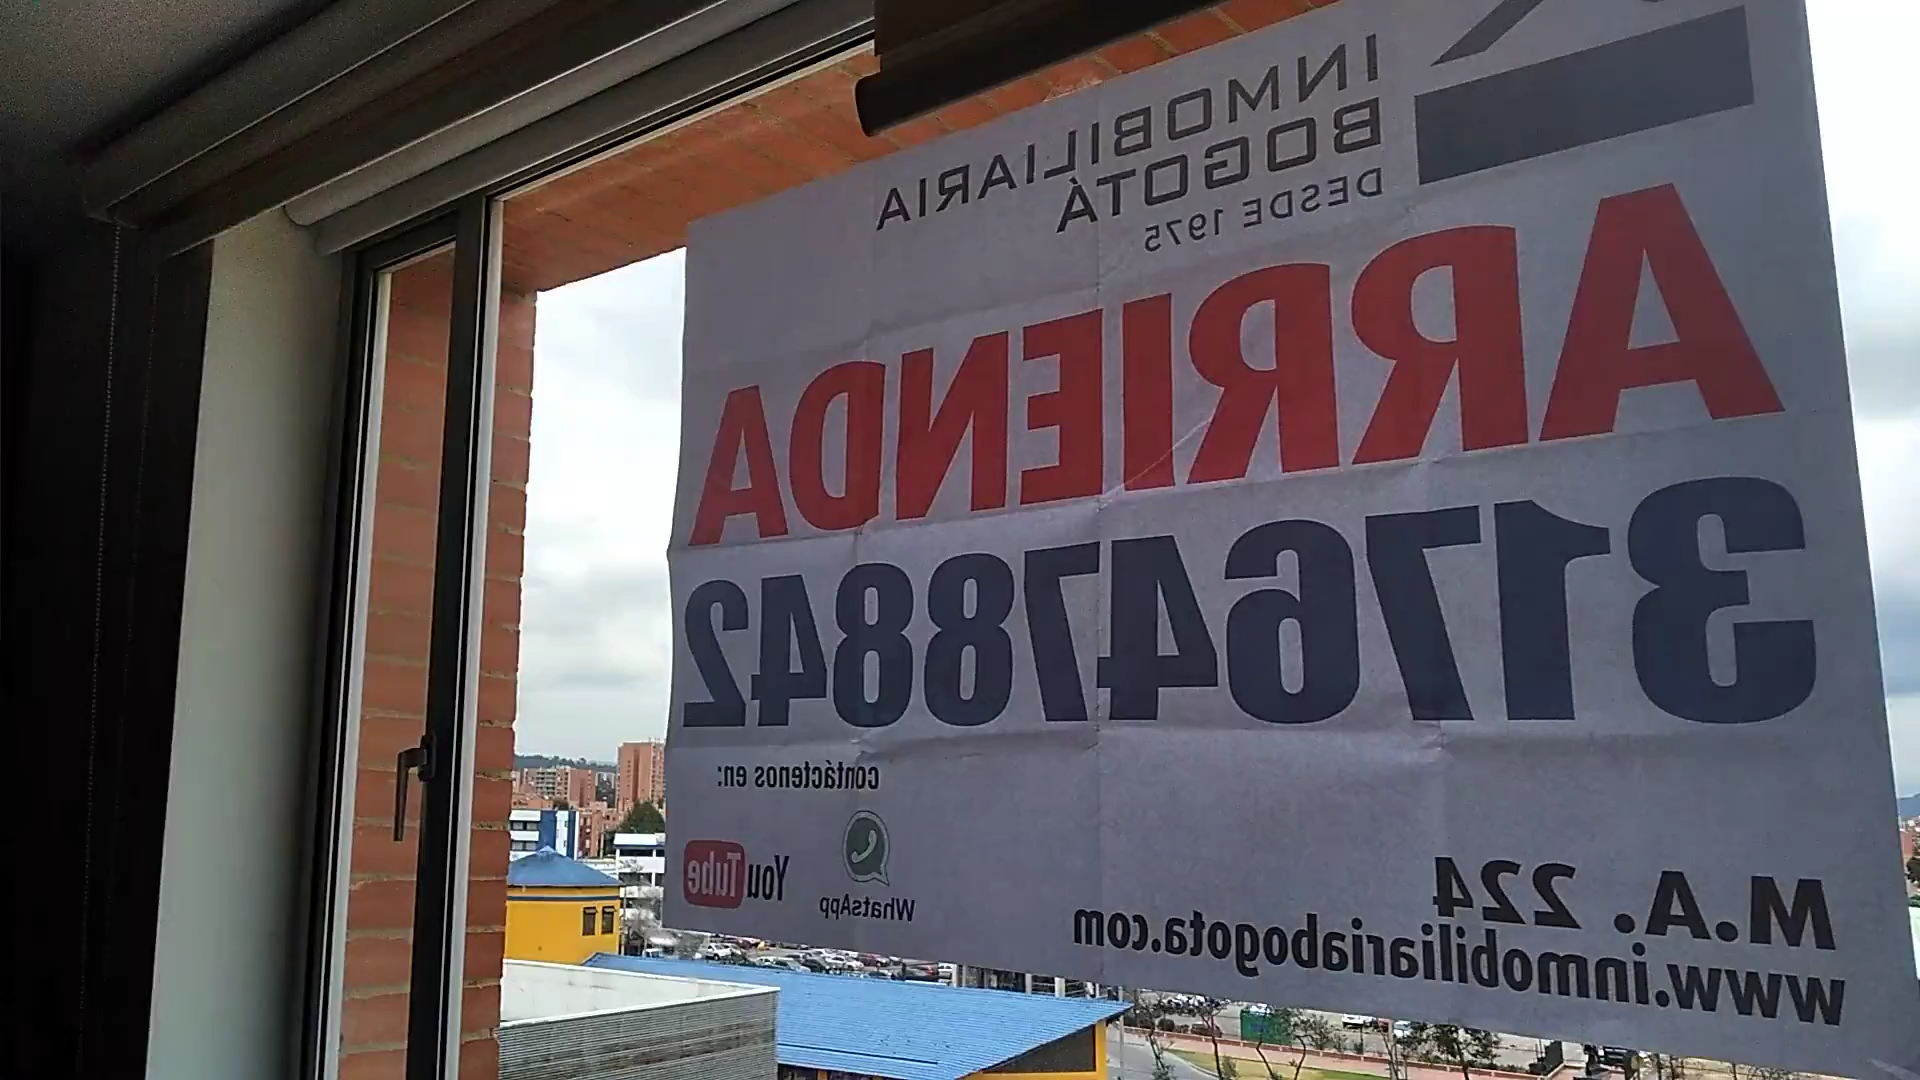 INMOBILIARIA
BOGOTÁ
DESDE 1975
ARRIENDA
3176478842
contáctenos en:
WhatsApp
YouTube
M.A. 224
www.inmobiliariabogota.com